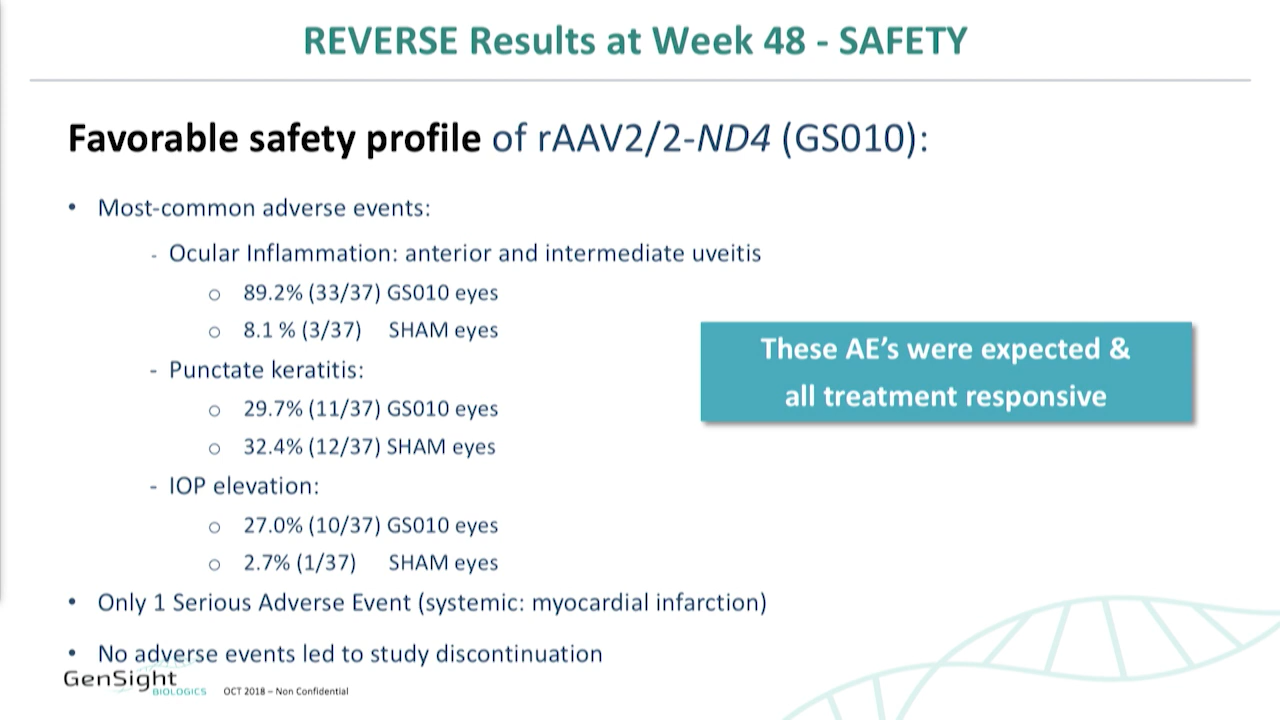 REVERSE Results at Week 48 - SAFETY
Favorable safety profile of rAAV2/2-ND4 (GS010):
• Most-common adverse events:
- Ocular Inflammation: anterior and intermediate uveitis
○ 89.2% (33/37) GS010 eyes
○ 8.1 % (3/37) SHAM eyes
- Punctate keratitis:
○ 29.7% (11/37) GS010 eyes
○ 32.4% (12/37) SHAM eyes
- IOP elevation:
○ 27.0% (10/37) GS010 eyes
○ 2.7% (1/37) SHAM eyes
These AE's were expected &
all treatment responsive
• Only 1 Serious Adverse Event (systemic: myocardial infarction)
• No adverse events led to study discontinuation
GenSight
BIOLOGICS
OCT 2018 – Non Confidential